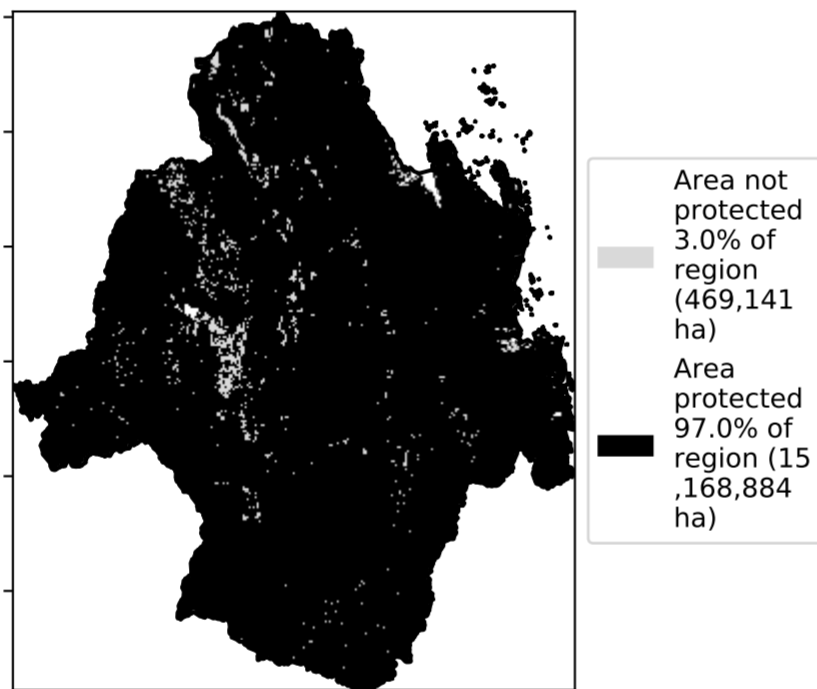 Area not
protected
3.0% of
region
(469,141
ha)
Area
protected
97.0% of
region (15
,168,884
ha)